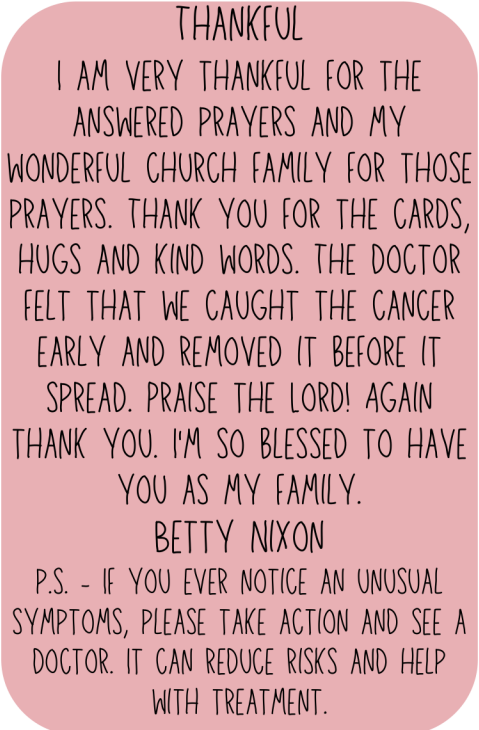 THANKFUL
I AM VERY THANKFUL FOR THE
ANSWERED PRAYERS AND MY
WONDERFUL CHURCH FAMILY FOR THOSE
PRAYERS. THANK YOU FOR THE CARDS,
HUGS AND KIND WORDS. THE DOCTOR
FELT THAT WE CAUGHT THE CANCER
EARLY AND REMOVED IT BEFORE IT
SPREAD. PRAISE THE LORD! AGAIN
THANK YOU. I'M SO BLESSED TO HAVE
YOU AS MY FAMILY.
BETTY NIXON
P.S. - IF YOU EVER NOTICE AN UNUSUAL
SYMPTOMS, PLEASE TAKE ACTION AND SEE A
DOCTOR. IT CAN REDUCE RISKS AND HELP
WITH TREATMENT.